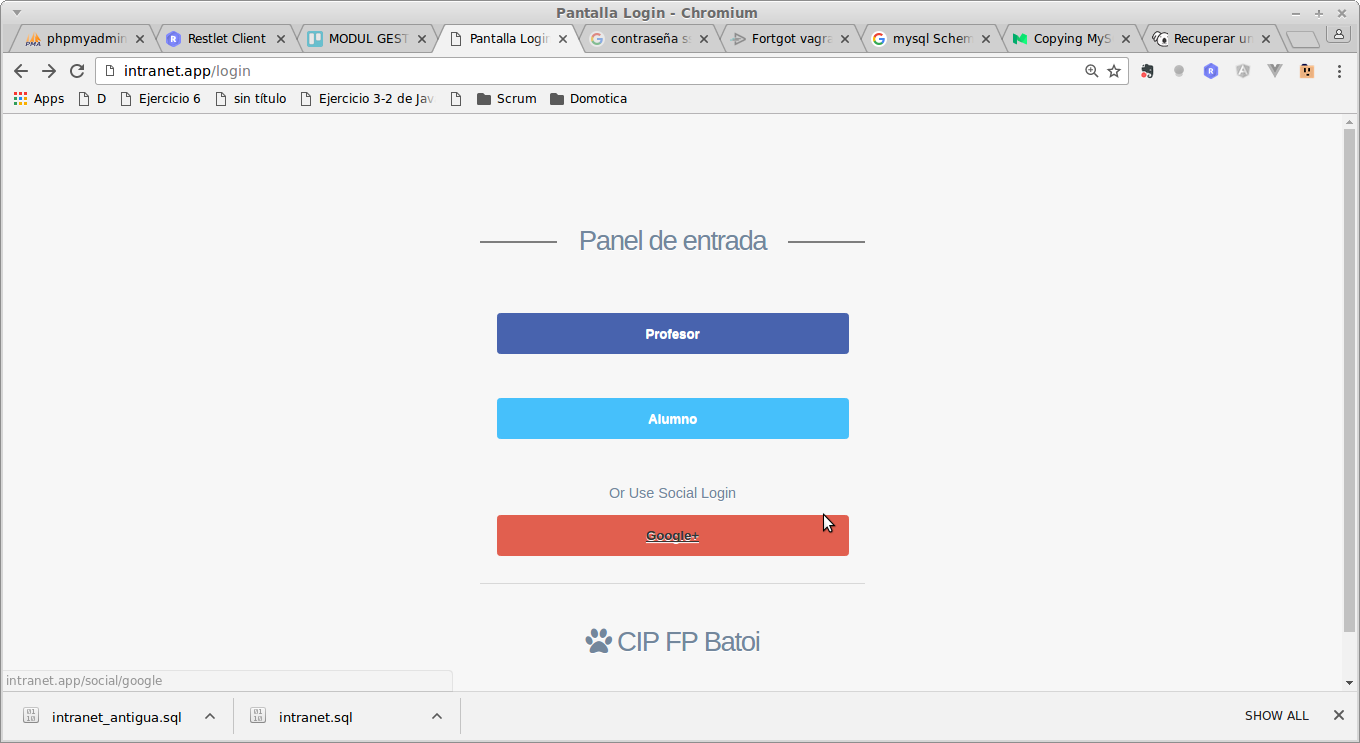 Pantalla Login - Chromium
phpmyadmin
Restlet Client
MODUL GEST
Pantalla Login
contraseña s
Fortgot vagra
mysql Schem
Copying MyS
Recuperar un
intranet.app/login
Apps
D
Ejercicio 6
sin título
Ejercicio 3-2 de Jav
Scrum
Domotica
Panel de entrada
Profesor
Alumno
Or Use Social Login
Google+
CIP FP Batoi
intranet.app/social/google
intranet_antigua.sql
intranet.sql
SHOW ALL